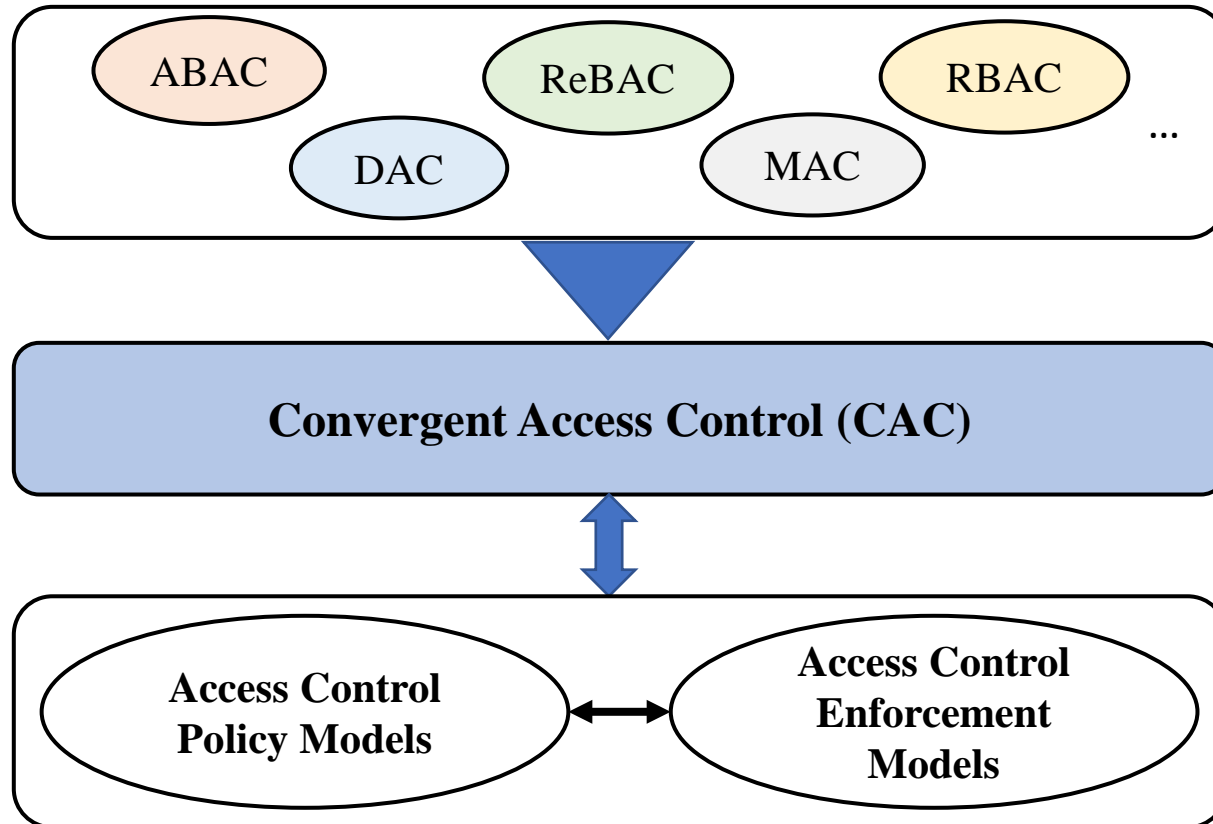 ABAC
ReBAC
RBAC
DAC
MAC
...
Convergent Access Control (CAC)
Access Control
Policy Models
Access Control
Enforcement
Models